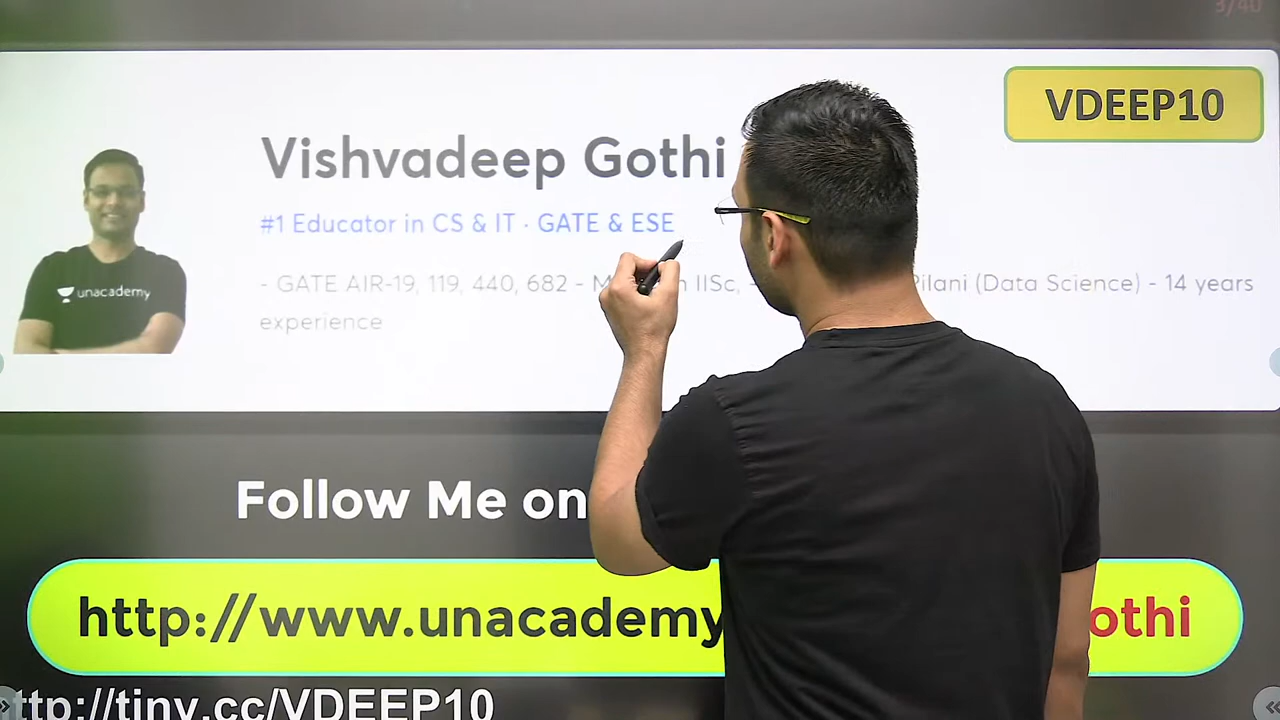 3/40
VDEEP10
Vishvadeep Gothi
#1 Educator in CS & IT · GATE & ESE
- GATE AIR-19, 119, 440, 682 - M IISc, - Pilani (Data Science) - 14 years
experience
unacademy
Follow Me on
http://www.unacademy othi
ttp://tiny.cc/VDEEP10